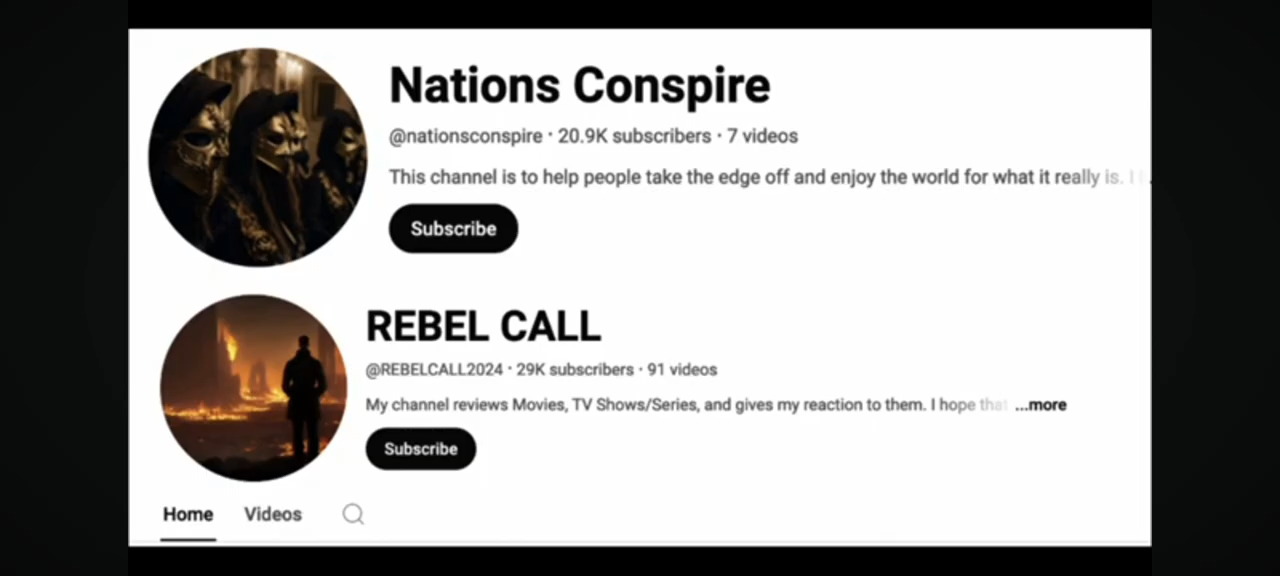 Nations Conspire
@nationsconspire · 20.9K subscribers · 7 videos
This channel is to help people take the edge off and enjoy the world for what it really is. I
Subscribe
REBEL CALL
@REBELCALL2024 · 29K subscribers · 91 videos
My channel reviews Movies, TV Shows/Series, and gives my reaction to them. I hope that ...more
Subscribe
Home Videos